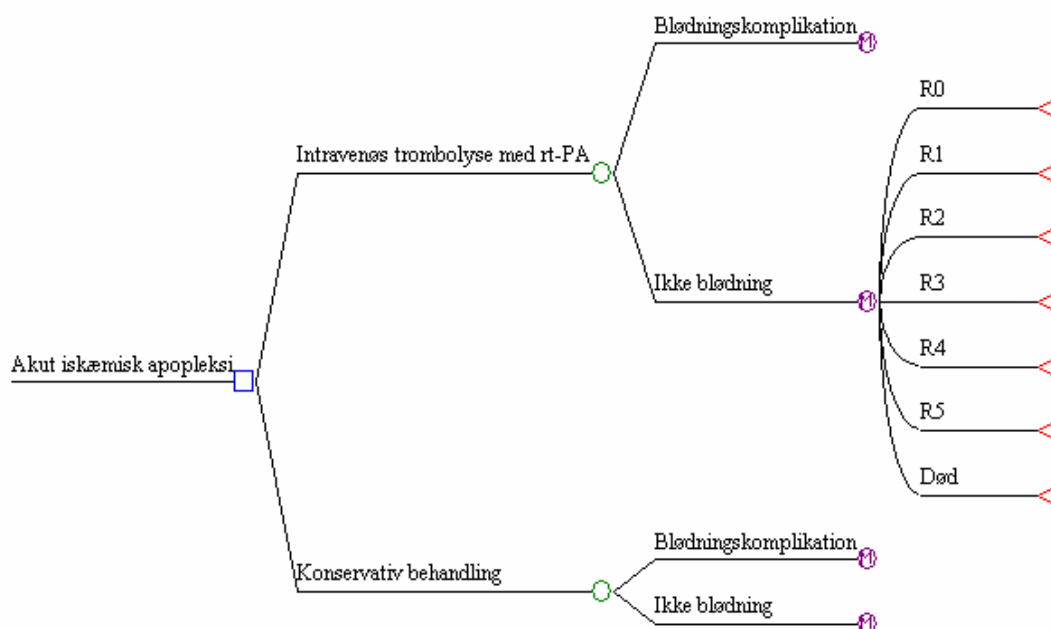 Blødningskomplikation
M
R0
R1
Intravenøs trombolyse med rt-PA
R2
Ikke blødning
M
R3
R4
Akut iskæmisk apopleksi
R5
Død
Blødningskomplikation
M
Konservativ behandling
Ikke blødning
M